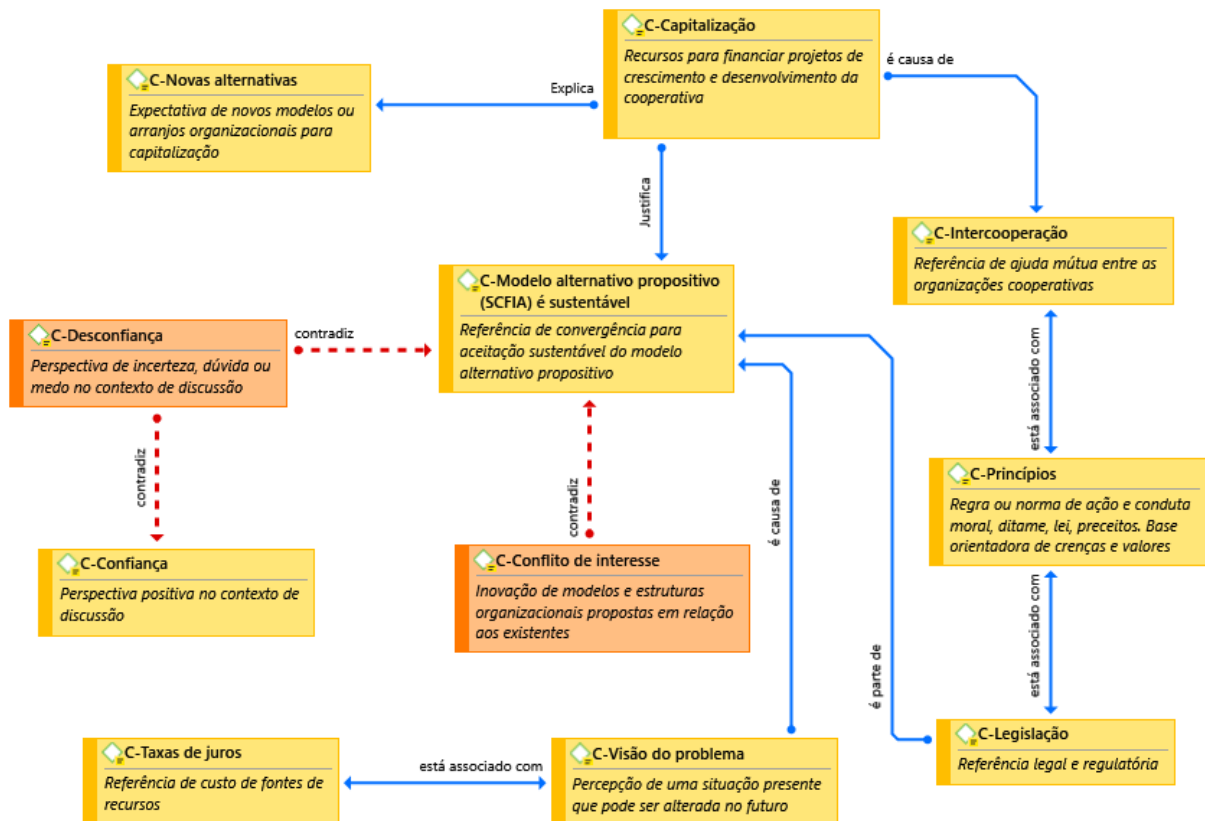 C-Capitalização
Recursos para financiar projetos de
crescimento e desenvolvimento da
cooperativa
é causa de
C-Novas alternativas
Expectativa de novos modelos ou
arranjos organizacionais para
capitalização
Explica
Justifica
C-Intercooperação
Referência de ajuda mútua entre as
organizações cooperativas
C-Modelo alternativo propositivo
(SCFIA) é sustentável
Referência de convergência para
aceitação sustentável do modelo
alternativo propositivo
C-Desconfiança
Perspectiva de incerteza, dúvida ou
medo no contexto de discussão
contradiz
está associado com
contradiz
contradiz
é causa de
C-Princípios
Regra ou norma de ação e conduta
moral, ditame, lei, preceitos. Base
orientadora de crenças e valores
C-Confiança
Perspectiva positiva no contexto de
discussão
C-Conflito de interesse
Inovação de modelos e estruturas
organizacionais propostas em relação
aos existentes
está associado com
é parte de
C-Legislação
Referência legal e regulatória
C-Taxas de juros
Referência de custo de fontes de
recursos
está associado com
C-Visão do problema
Percepção de uma situação presente
que pode ser alterada no futuro